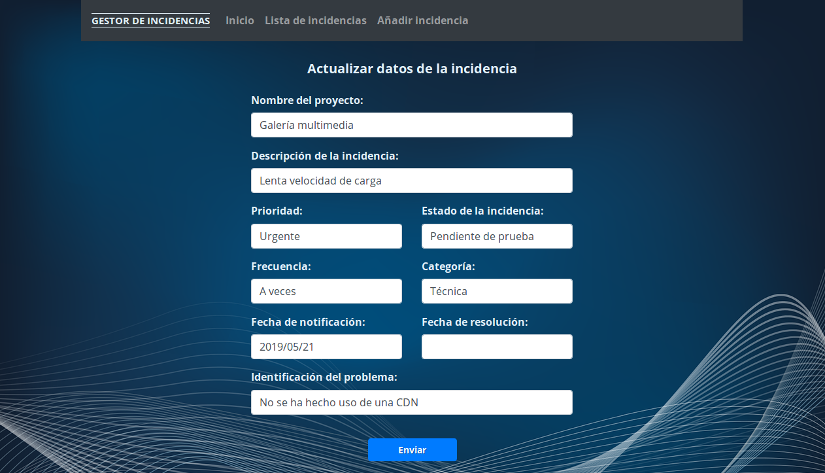 GESTOR DE INCIDENCIAS Inicio Lista de incidencias Añadir incidencia
Actualizar datos de la incidencia
Nombre del proyecto:
Galería multimedia
Descripción de la incidencia:
Lenta velocidad de carga
Prioridad: Estado de la incidencia:
Urgente Pendiente de prueba
Frecuencia: Categoría:
A veces Técnica
Fecha de notificación: Fecha de resolución:
2019/05/21
Identificación del problema:
No se ha hecho uso de una CDN
Enviar